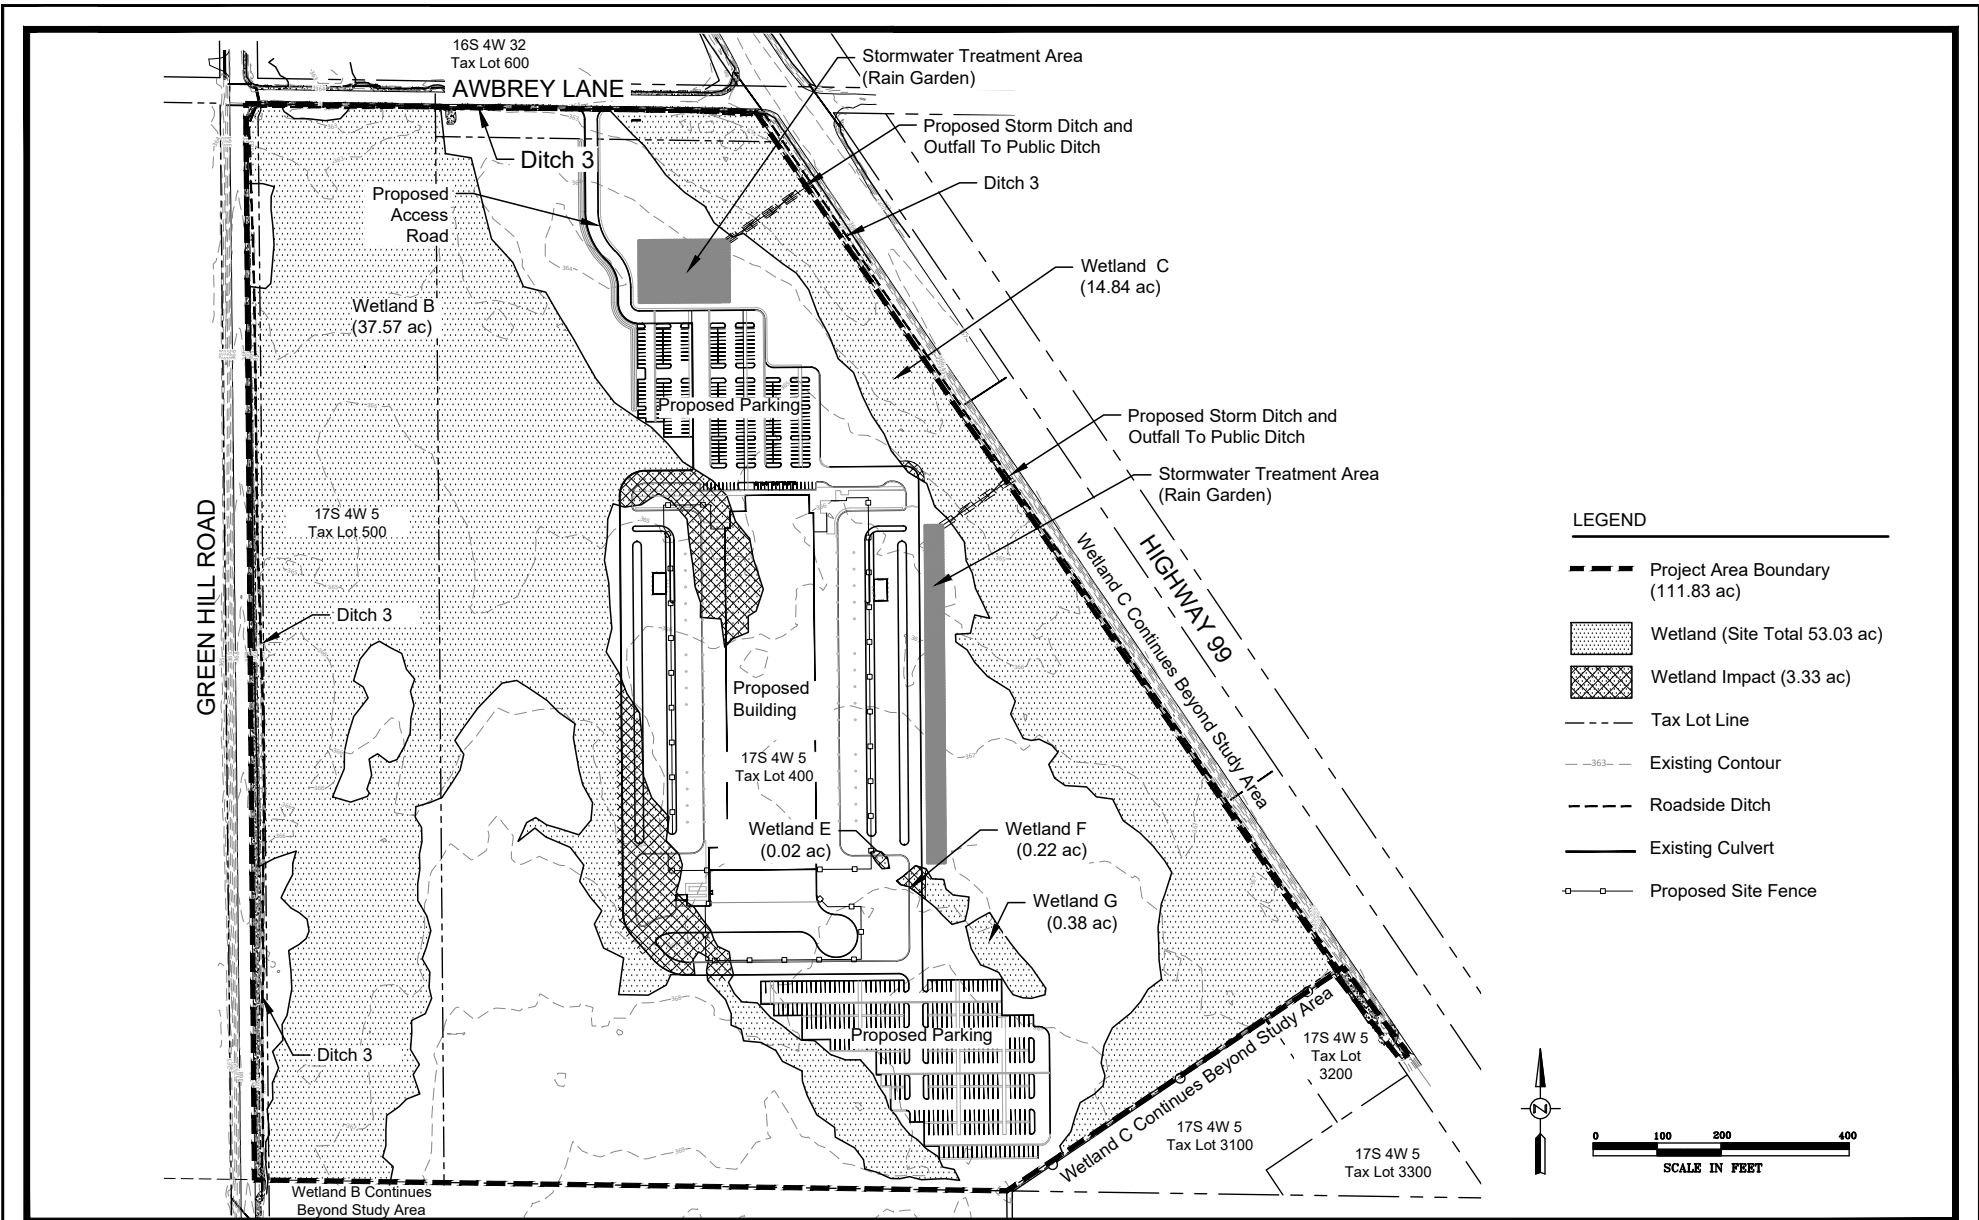 16S 4W 32
Tax Lot 600
AWBREY LANE
Stormwater Treatment Area
(Rain Garden)
Proposed Storm Ditch and
Outfall To Public Ditch
Ditch 3
Ditch 3
Proposed
Access
Road
Wetland B
(37.57 ac)
Wetland C
(14.84 ac)
Proposed Parking
Proposed Storm Ditch and
Outfall To Public Ditch
Stormwater Treatment Area
(Rain Garden)
17S 4W 5
Tax Lot 500
GREEN HILL ROAD
HIGHWAY 99
Wetland C Continues Beyond Study Area
Ditch 3
Proposed
Building
17S 4W 5
Tax Lot 400
Wetland E
(0.02 ac)
Wetland F
(0.22 ac)
Wetland G
(0.38 ac)
Ditch 3
Proposed Parking
Wetland C Continues Beyond Study Area
17S 4W 5
Tax Lot
3200
17S 4W 5
Tax Lot 3100
17S 4W 5
Tax Lot 3300
Wetland B Continues
Beyond Study Area
LEGEND
Project Area Boundary
(111.83 ac)
Wetland (Site Total 53.03 ac)
Wetland Impact (3.33 ac)
Tax Lot Line
363
Existing Contour
Roadside Ditch
Existing Culvert
Proposed Site Fence
Z
0 100 200 400
SCALE IN FEET